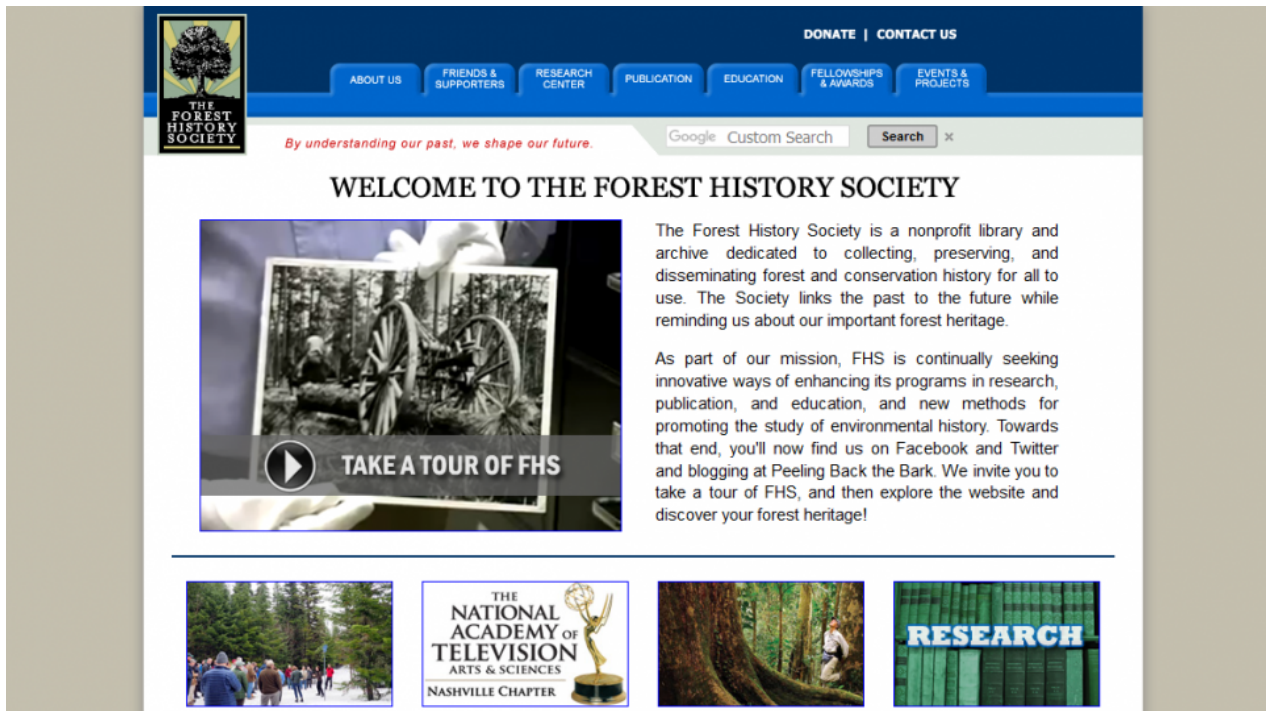 DONATE | CONTACT US
ABOUT US
FRIENDS &
SUPPORTERS
RESEARCH
CENTER
PUBLICATION
EDUCATION
FELLOWSHIPS
& AWARDS
EVENTS &
PROJECTS
THE
FOREST
HISTORY
SOCIETY
By understanding our past, we shape our future.
Google Custom Search
Search
×
WELCOME TO THE FOREST HISTORY SOCIETY
TAKE A TOUR OF FHS
The Forest History Society is a nonprofit library and
archive dedicated to collecting, preserving, and
disseminating forest and conservation history for all to
use. The Society links the past to the future while
reminding us about our important forest heritage.
As part of our mission, FHS is continually seeking
innovative ways of enhancing its programs in research,
publication, and education, and new methods for
promoting the study of environmental history. Towards
that end, you'll now find us on Facebook and Twitter
and blogging at Peeling Back the Bark. We invite you to
take a tour of FHS, and then explore the website and
discover your forest heritage!
THE
NATIONAL
ACADEMY OF
TELEVISION
ARTS & SCIENCES
NASHVILLE CHAPTER
RESEARCH